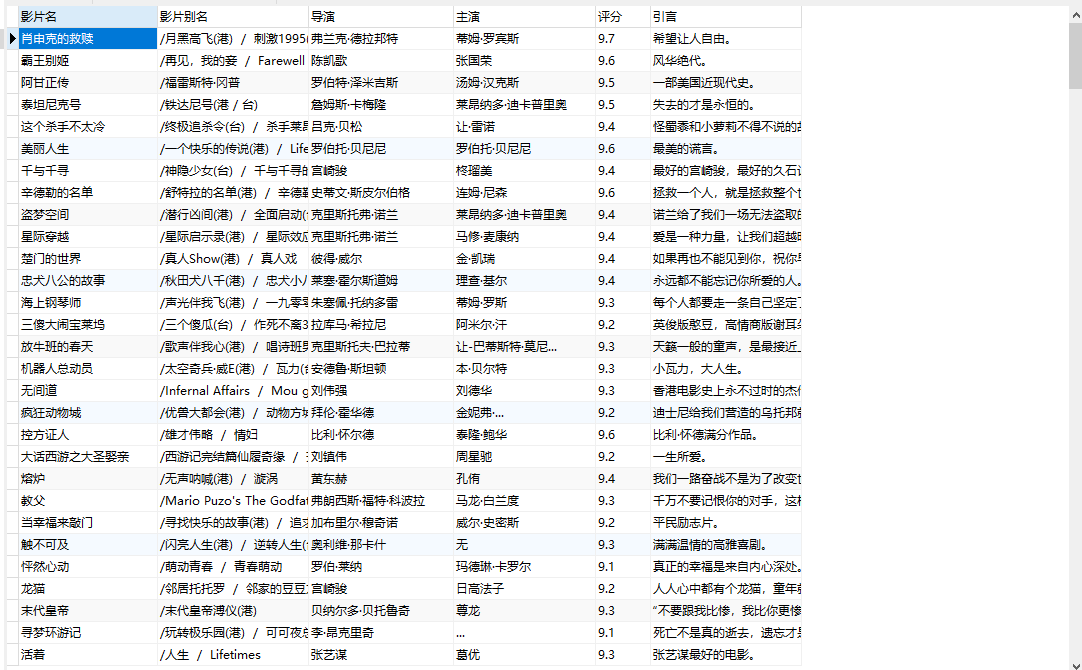 影片名 影片别名 导演 主演 评分 引言
肖申克的救赎 /月黑高飞(港) / 刺激1995( 弗兰克·德拉邦特 蒂姆·罗宾斯 9.7 希望让人自由。
霸王别姬 /再见，我的妾 / Farewell 陈凯歌 张国荣 9.6 风华绝代。
阿甘正传 /福雷斯特·冈普 罗伯特·泽米吉斯 汤姆·汉克斯 9.5 一部美国近现代史。
泰坦尼克号 /铁达尼号(港 / 台) 詹姆斯·卡梅隆 莱昂纳多·迪卡普里奥 9.5 失去的才是永恒的。
这个杀手不太冷 /终极追杀令(台) / 杀手莱 吕克·贝松 让·雷诺 9.4 怪蜀黍和小萝莉不得不说的
美丽人生 /一个快乐的传说(港) / Life 罗伯托·贝尼尼 罗伯托·贝尼尼 9.6 最美的谎言。
千与千寻 /神隐少女(台) / 千与千寻的 宫崎骏 柊瑠美 9.4 最好的宫崎骏，最好的久石
辛德勒的名单 /舒特拉的名单(港) / 辛德 史蒂文·斯皮尔伯格 连姆·尼森 9.6 拯救一个人，就是拯救整个
盗梦空间 /潜行凶间(港) / 全面启动( 克里斯托弗·诺兰 莱昂纳多·迪卡普里奥 9.4 诺兰给了我们一场无法盗取的
星际穿越 /星际启示录(港) / 星际效应 克里斯托弗·诺兰 马修·麦康纳 9.4 爱是一种力量，让我们超越
楚门的世界 /真人Show(港) / 真人戏 彼得·威尔 金·凯瑞 9.4 如果再也不能见到你，祝你
忠犬八公的故事 /秋田犬八千(港) / 忠犬小八 莱塞·霍尔斯道姆 理查·基尔 9.4 永远都不能忘记你所爱的人。
海上钢琴师 /声光伴我飞(港) / 一九零零 朱塞佩·托纳多雷 蒂姆·罗斯 9.3 每个人都要走一条自己坚定了
三傻大闹宝莱坞 /三个傻瓜(台) / 作死不离3 拉库马·希拉尼 阿米尔·汗 9.2 英俊版憨豆，高情商版谢耳
放牛班的春天 /歌声伴我心(港) / 唱诗班 克里斯托夫·巴拉蒂 让-巴蒂斯特·莫尼... 9.3 天籁一般的童声，是最接近
机器人总动员 /太空奇兵·威E(港) / 瓦力( 安德鲁·斯坦顿 本·贝尔特 9.3 小瓦力，大人生。
无间道 /Infernal Affairs / Mou g 刘伟强 刘德华 9.3 香港电影史上永不过时的杰
疯狂动物城 /优兽大都会(港) / 动物方 拜伦·霍华德 金妮弗·... 9.2 迪士尼给我们营造的乌托邦
控方证人 /雄才伟略 / 情妇 比利·怀尔德 泰隆·鲍华 9.6 比利·怀德满分作品。
大话西游之大圣娶亲 /西游记完结篇仙履奇缘 / 刘镇伟 周星驰 9.2 一生所爱。
熔炉 /无声呐喊(港) / 漩涡 黄东赫 孔侑 9.4 我们一路奋战不是为了改变
教父 /Mario Puzo's The Godfat 弗朗西斯·福特·科波拉 马龙·白兰度 9.3 千万不要记恨你的对手，这
当幸福来敲门 /寻找快乐的故事(港) / 追 加布里尔·穆奇诺 威尔·史密斯 9.2 平民励志片。
触不可及 /闪亮人生(港) / 逆转人生( 奥利维·那卡什 无 9.3 满满温情的高雅喜剧。
怦然心动 /萌动青春 / 青春萌动 罗伯·莱纳 玛德琳·卡罗尔 9.1 真正的幸福是来自内心深处。
龙猫 /邻居托托罗 / 邻家的豆豆 宫崎骏 日高法子 9.2 人人心中都有个龙猫，童年
末代皇帝 /末代皇帝溥仪(港) 贝纳尔多·贝托鲁奇 尊龙 9.3 “不要跟我比惨，我比你更
寻梦环游记 /玩转极乐园(港) / 可可夜 李·昂克里奇 ... 9.1 死亡不是真的逝去，遗忘才
活着 /人生 / Lifetimes 张艺谋 葛优 9.3 张艺谋最好的电影。